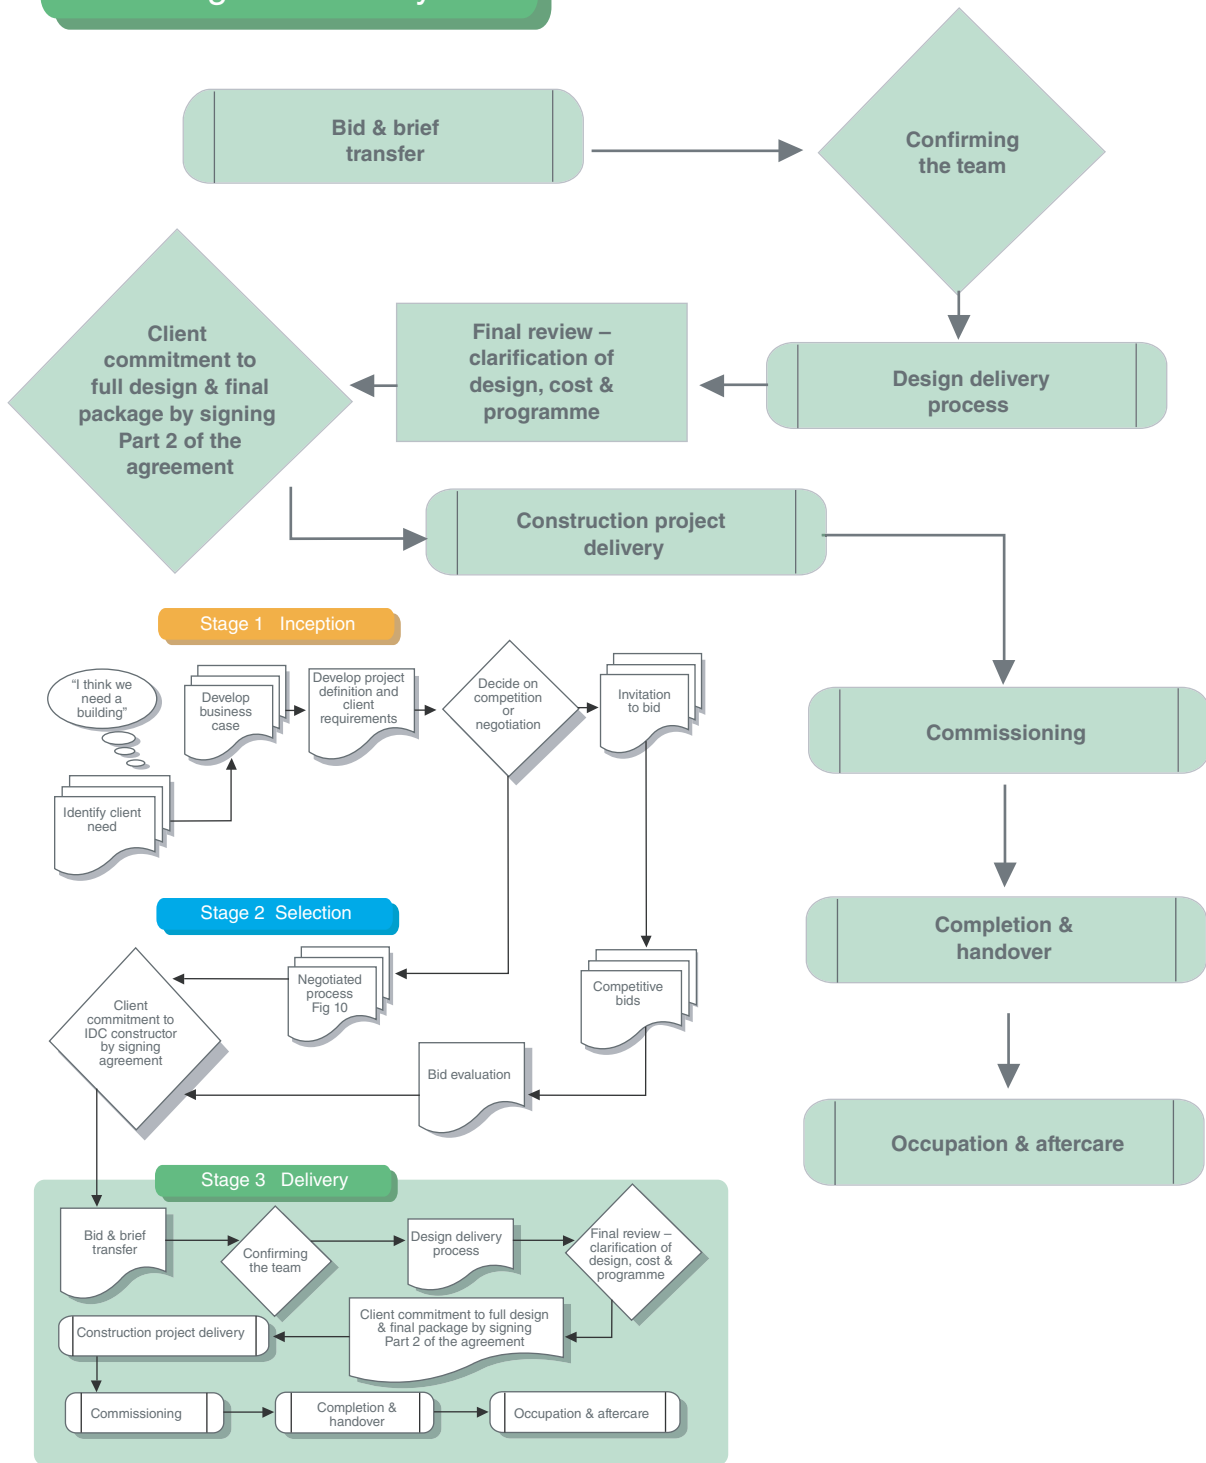 Bid & brief
transfer
Confirming
the team
Client
commitment to
full design & final
package by signing
Part 2 of the
agreement
Final review –
clarification of
design, cost &
programme
Design delivery
process
Construction project
delivery
Commissioning
Completion &
handover
Occupation & aftercare
Stage 1 Inception
“I think we
need a
building”
Identify client
need
Develop
business
case
Develop project
definition and
client
requirements
Decide on
competition
or
negotiation
Invitation
to bid
Stage 2 Selection
Client
commitment to
IDC constructor
by signing
agreement
Negotiated
process
Fig 10
Competitive
bids
Bid evaluation
Stage 3 Delivery
Bid & brief
transfer
Confirming
the team
Design delivery
process
Final review –
clarification of
design, cost &
programme
Client commitment to full design
& final package by signing
Part 2 of the agreement
Construction project delivery
Commissioning
Completion &
handover
Occupation & aftercare